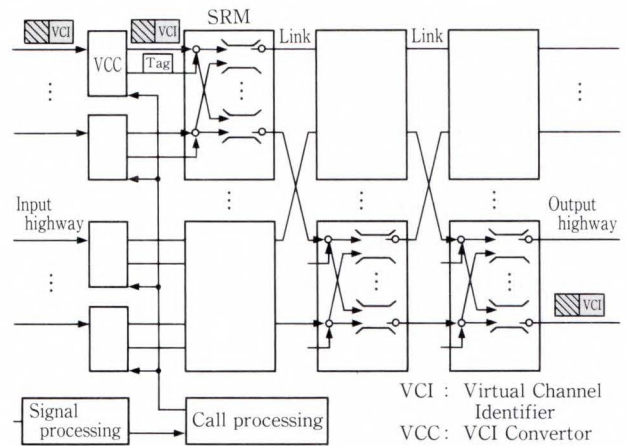 SRM
VCI
VCI
Link
Link
VCC
Tag
Input
highway
Output
highway
VCI
Signal
processing
Call processing
VCI : Virtual Channel
Identifier
VCC: VCI Convertor